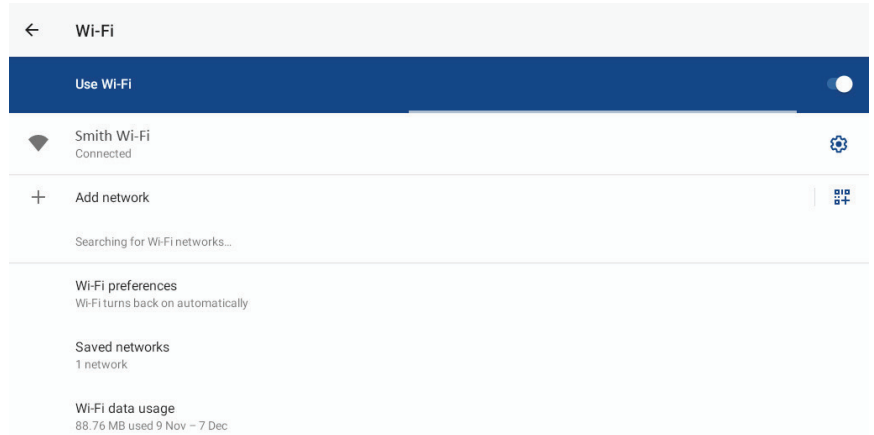 Wi-Fi
Use Wi-Fi
Smith Wi-Fi
Connected
Add network
Searching for Wi-Fi networks...
Wi-Fi preferences
Wi-Fi turns back on automatically
Saved networks
1 network
Wi-Fi data usage
88.76 MB used 9 Nov – 7 Dec